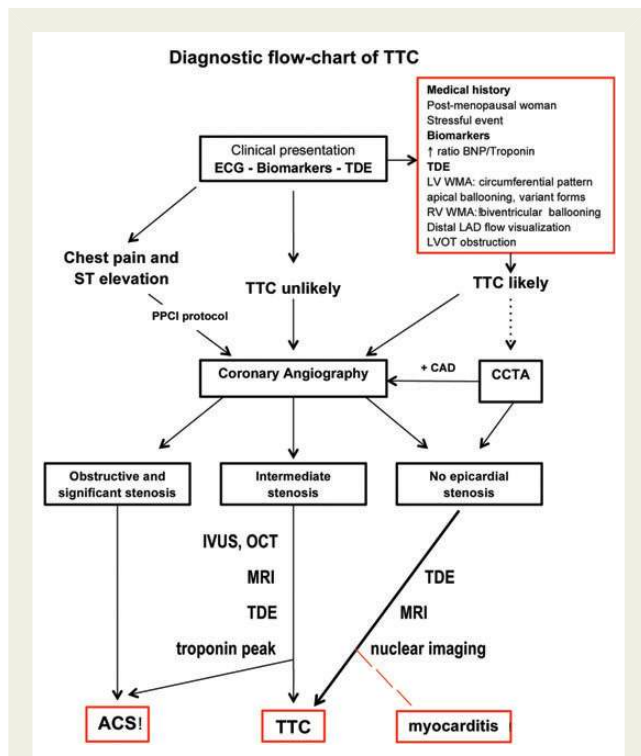 Diagnostic flow-chart of TTC
Medical history
Post-menopausal woman
Stressful event
Biomarkers
↑ ratio BNP/Troponin
TDE
LV WMA: circumferential pattern
apical ballooning, variant forms
RV WMA: biventricular ballooning
Distal LAD flow visualization
LVOT obstruction
Clinical presentation
ECG - Biomarkers - TDE
Chest pain and
ST elevation
TTC unlikely
TTC likely
PPCI protocol
Coronary Angiography
+ CAD
CCTA
Obstructive and
significant stenosis
Intermediate
stenosis
No epicardial
stenosis
IVUS, OCT
MRI
TDE
troponin peak
TDE
MRI
nuclear imaging
ACS!
TTC
myocarditis